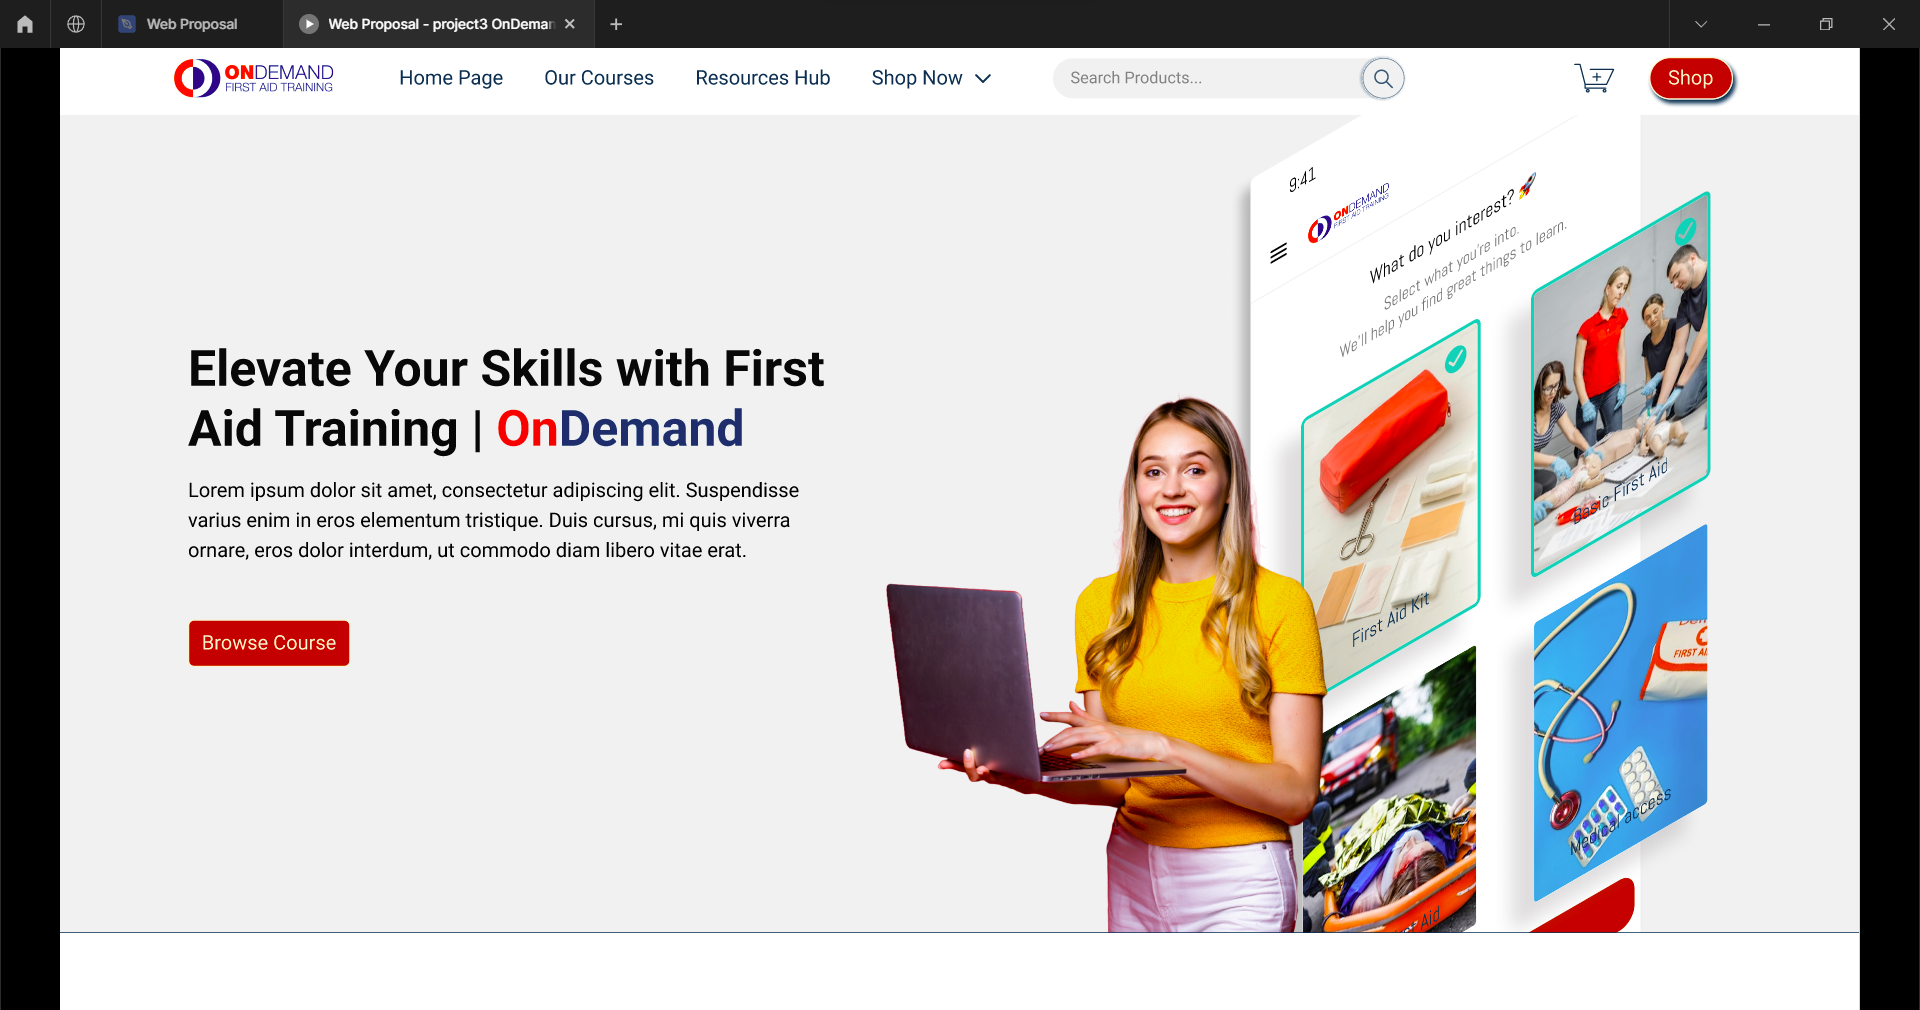 Web Proposal
Web Proposal - project3 OnDeman
ONDEMAND
FIRST AID TRAINING
Home Page
Our Courses
Resources Hub
Shop Now
Search Products...
Shop
9:41
ONDEMAND
FIRST AID TRAINING
What do you interest? 🚀
Select what you're into.
We'll help you find great things to learn.
Elevate Your Skills with First
Aid Training | OnDemand
Lorem ipsum dolor sit amet, consectetur adipiscing elit. Suspendisse
varius enim in eros elementum tristique. Duis cursus, mi quis viverra
ornare, eros dolor interdum, ut commodo diam libero vitae erat.
Browse Course
Basic First Aid
First Aid Kit
FIRST AI
Medical access
Aid